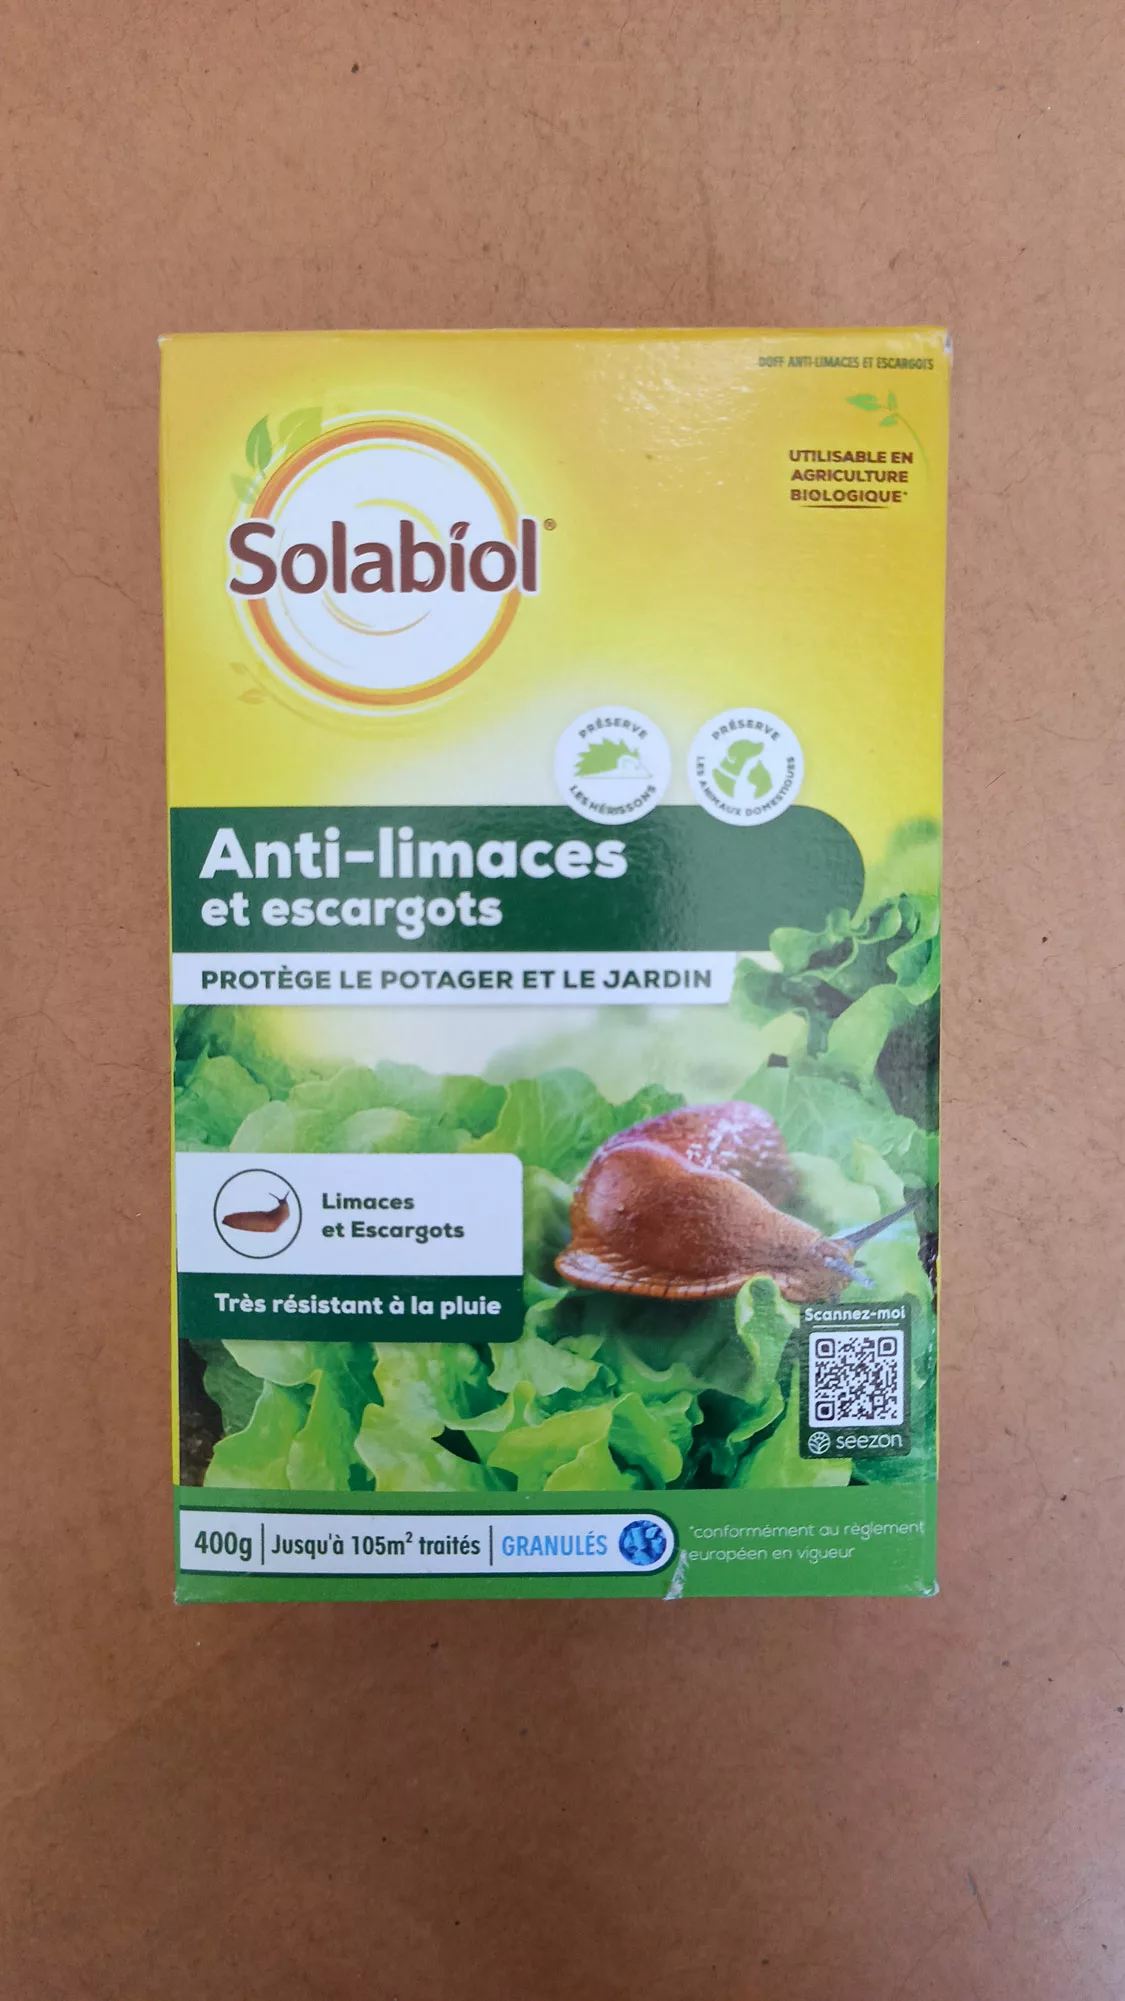 DOFF ANTI-LIMACES ET ESCARGOTS
UTILISABLE EN
AGRICULTURE
BIOLOGIQUE*
Solabiol®
PRÉSERVE
LES HÉRISSONS
PRÉSERVE
LES ANIMAUX DOMESTIQUES
Anti-limaces
et escargots
PROTÈGE LE POTAGER ET LE JARDIN
Limaces
et Escargots
Très résistant à la pluie
Scannez-moi
seezon
400g Jusqu'à 105m² traités GRANULÉS
*conformément au règlement
européen en vigueur